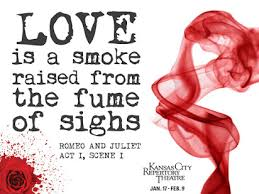 LOVE
is a smoke
raised from
the fume
of sighs
ROMEO AND JULIET
ACT I, SCENE I
KANSAS CITY
REPERTORY
THEATRE
JAN. 17 - FEB. 9